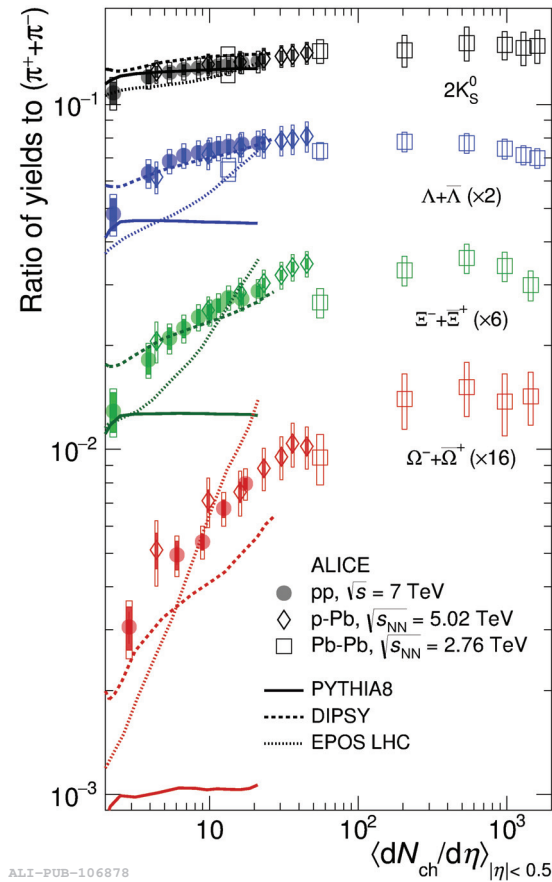 Ratio of yields to (π⁺+π⁻)
10⁻¹
10⁻²
10⁻³
2K⁰_S
Λ+Λ̅ (×2)
Ξ⁻+Ξ̅⁺ (×6)
Ω⁻+Ω̅⁺ (×16)
ALICE
pp, √s = 7 TeV
p-Pb, √s_NN = 5.02 TeV
Pb-Pb, √s_NN = 2.76 TeV
PYTHIA8
DIPSY
EPOS LHC
10 10² 10³
⟨dN_ch/dη⟩_|η|< 0.5
ALI-PUB-106878